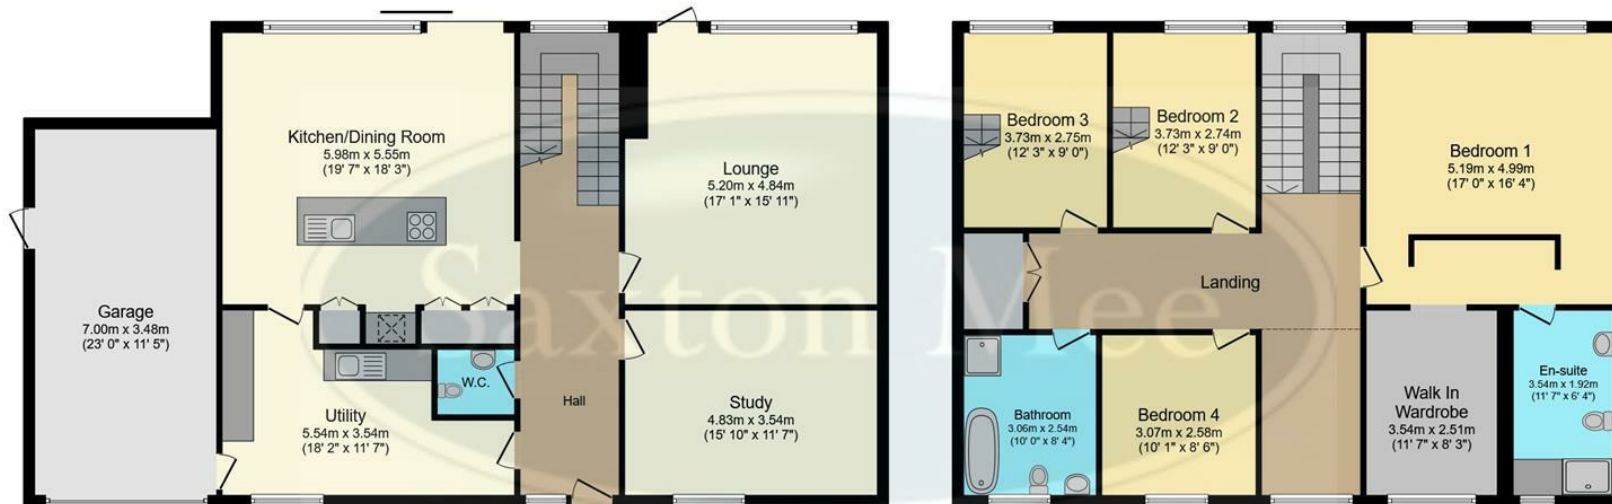 Kitchen/Dining Room
5.98m x 5.55m
(19' 7" x 18' 3")
Garage
7.00m x 3.48m
(23' 0" x 11' 5")
Utility
5.54m x 3.54m
(18' 2" x 11' 7")
W.C.
Hall
Lounge
5.20m x 4.84m
(17' 1" x 15' 11")
Study
4.83m x 3.54m
(15' 10" x 11' 7")
Bedroom 3
3.73m x 2.75m
(12' 3" x 9' 0")
Bedroom 2
3.73m x 2.74m
(12' 3" x 9' 0")
Bedroom 1
5.19m x 4.99m
(17' 0" x 16' 4")
Landing
Bathroom
3.06m x 2.54m
(10' 0" x 8' 4")
Bedroom 4
3.07m x 2.58m
(10' 1" x 8' 6")
Walk In
Wardrobe
3.54m x 2.51m
(11' 7" x 8' 3")
En-suite
3.54m x 1.92m
(11' 7" x 6' 4")
Saxton Mee